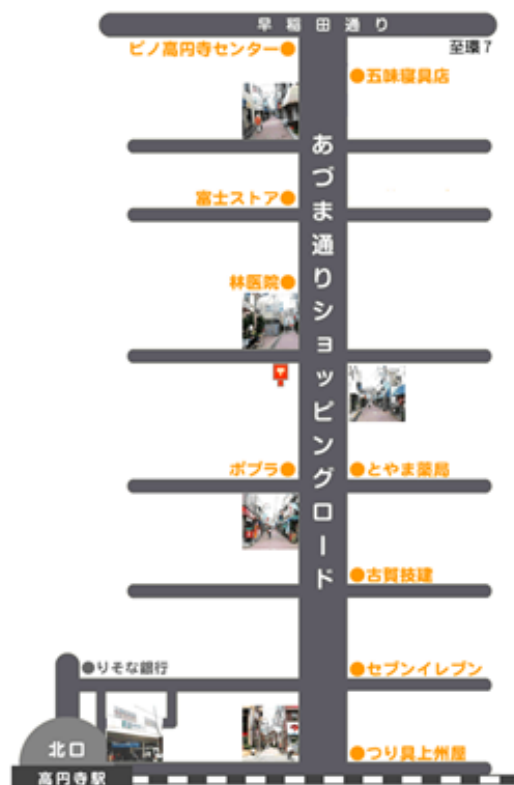 早稲田通り
ピノ高円寺センター●
至環7
●五味寝具店
あづま通りショッピングロード
富士ストア●
林医院●
ポプラ●
●とやま薬局
●古賀技建
●りそな銀行
●セブンイレブン
北口
●つり具上州屋
高円寺駅